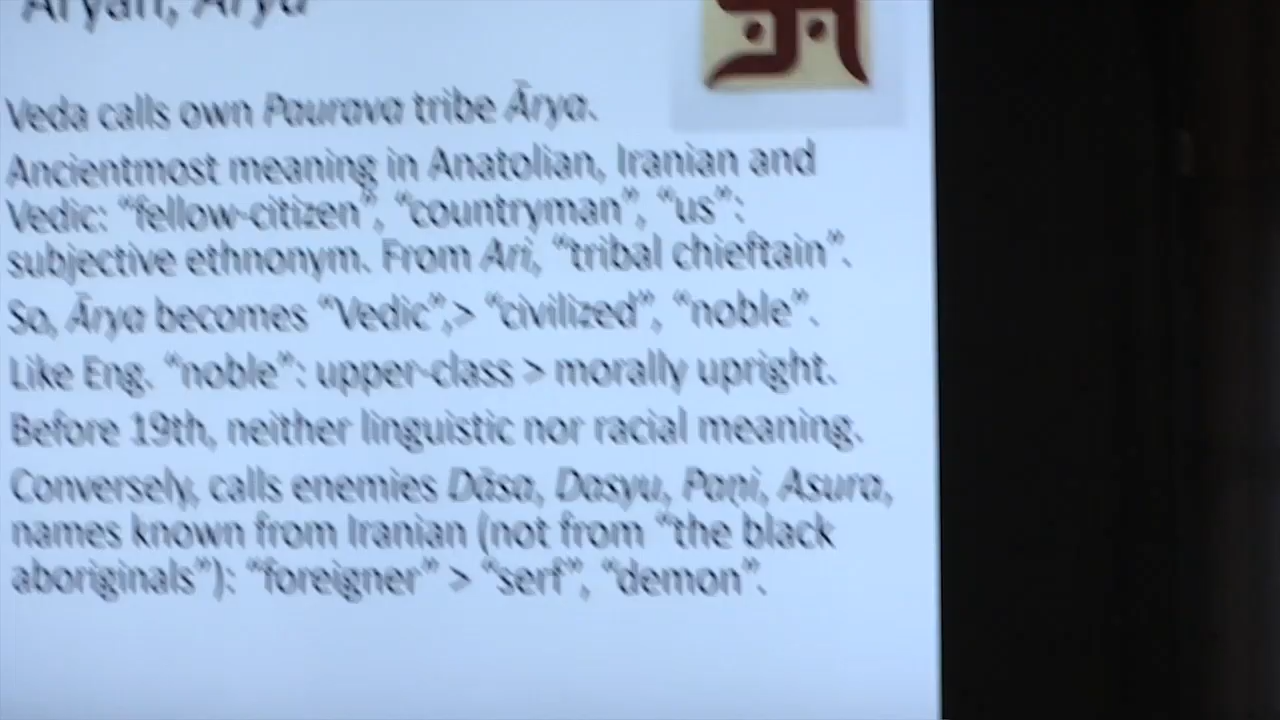 Aryan, Ārya
Veda calls own Paurava tribe Ārya.
Ancientmost meaning in Anatolian, Iranian and
Vedic: “fellow-citizen”, “countryman”, “us”:
subjective ethnonym. From Ari, “tribal chieftain”.
So, Ārya becomes “Vedic”,> “civilized”, “noble”.
Like Eng. “noble”: upper-class > morally upright.
Before 19th, neither linguistic nor racial meaning.
Conversely, calls enemies Dāsa, Dasyu, Paṇi, Asura,
names known from Iranian (not from “the black
aboriginals”): “foreigner” > “serf”, “demon”.